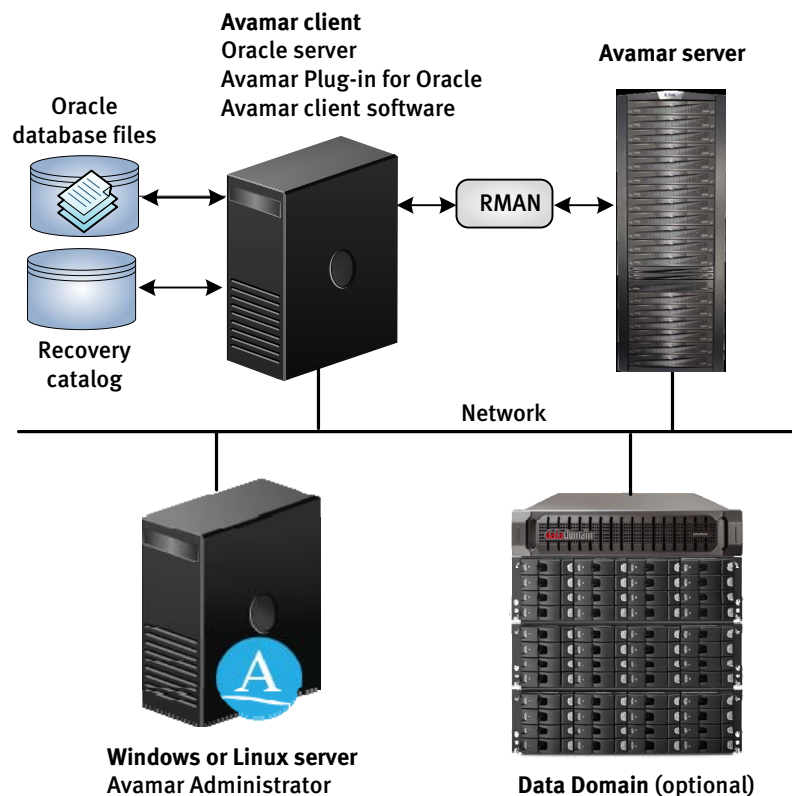 Avamar client
Oracle server
Avamar Plug-in for Oracle
Avamar client software
Avamar server
Oracle
database files
RMAN
Recovery
catalog
Network
A
DataDomain
Windows or Linux server
Avamar Administrator
Data Domain (optional)